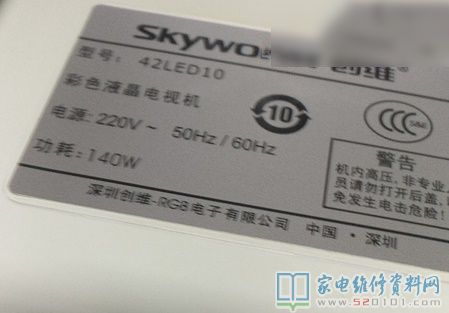 SKYWO 创维®
型号：42LED10
彩色液晶电视机
电源：220V～ 50Hz/60Hz
功耗：140W
10
CCC S&E
警告
机内高压，非专业
员请勿打开后盖，
免发生电击危险！
深圳创维-RGB电子有限公司 中国·深圳
家电维修资料网
www.520101.com